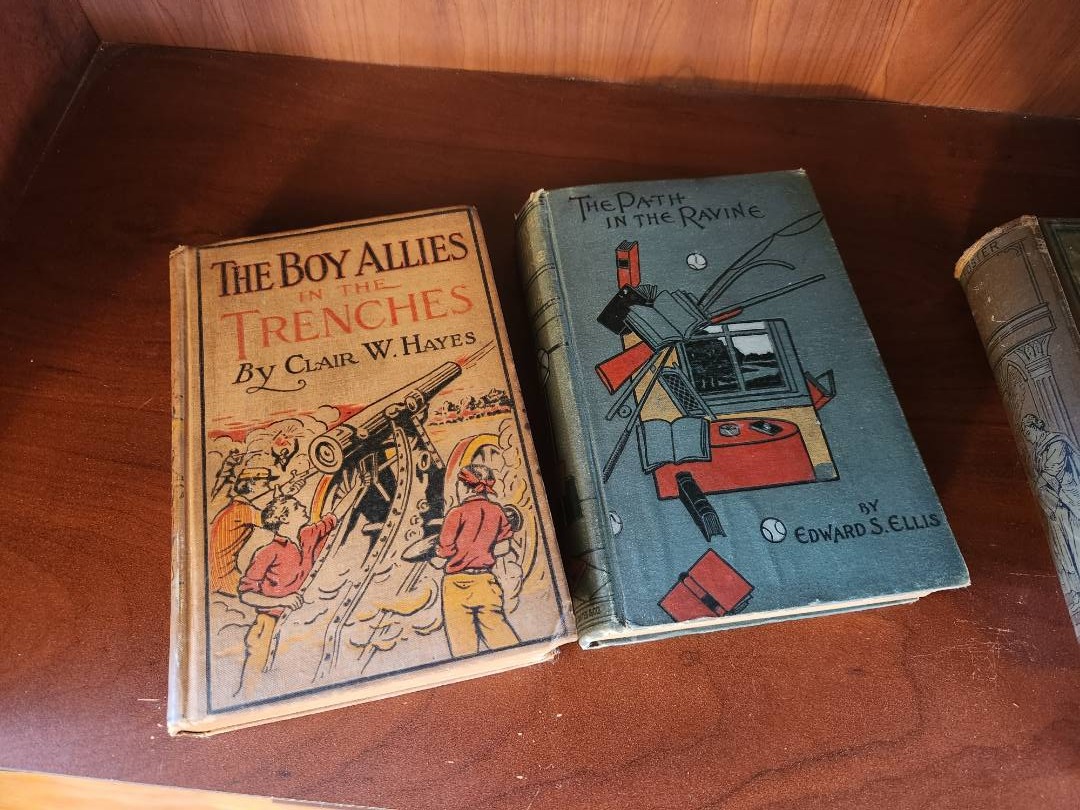 THE BOY ALLIES
IN THE
TRENCHES
By CLAIR W. HAYES
THE PATH
IN THE RAVINE
BY
EDWARD S. ELLIS